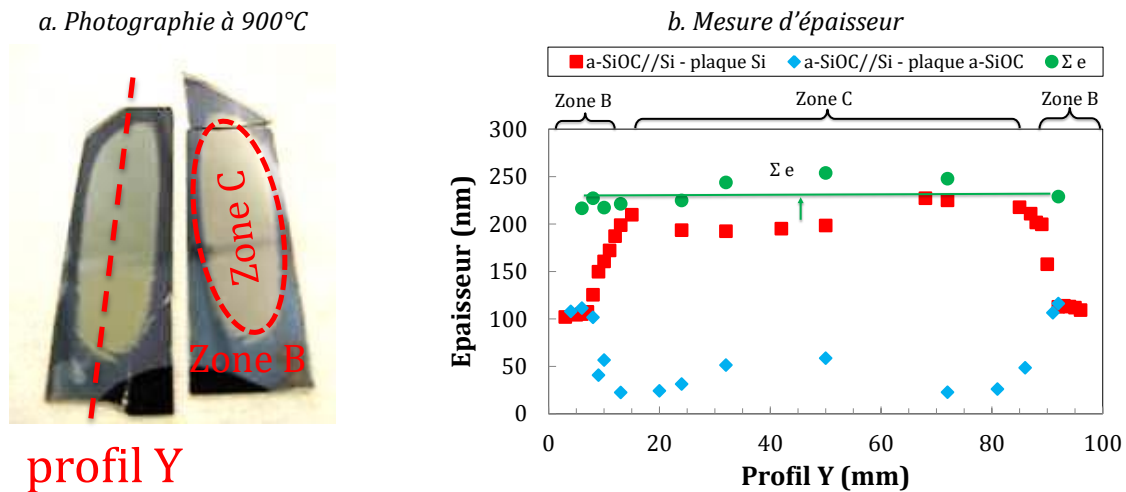 a. Photographie à 900°C
Zone C
Zone B
profil Y
b. Mesure d'épaisseur
a-SiOC//Si - plaque Si a-SiOC//Si - plaque a-SiOC Σ e
Zone B Zone C Zone B
300
250
200
150
100
50
0
Epaisseur (nm)
Σ e
0 20 40 60 80 100
Profil Y (mm)